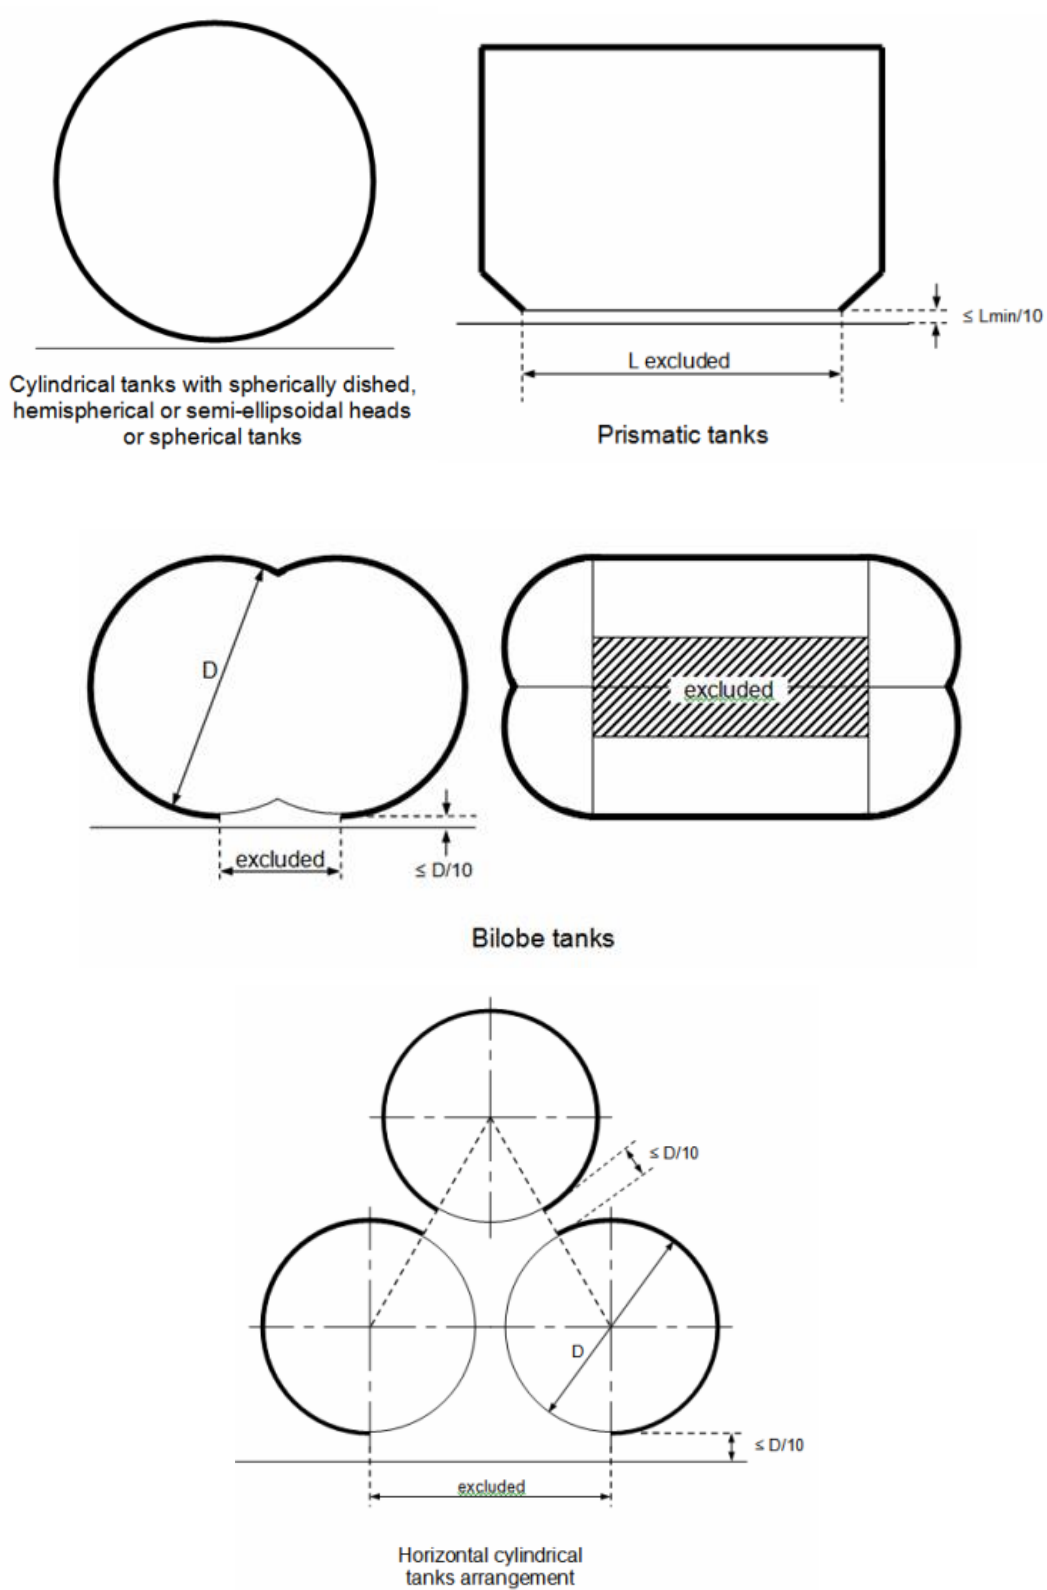 ≤ Lmin/10
L excluded
Cylindrical tanks with spherically dished,
hemispherical or semi-ellipsoidal heads
or spherical tanks
Prismatic tanks
D
excluded
excluded
≤ D/10
Bilobe tanks
≤ D/10
D
≤ D/10
excluded
Horizontal cylindrical
tanks arrangement